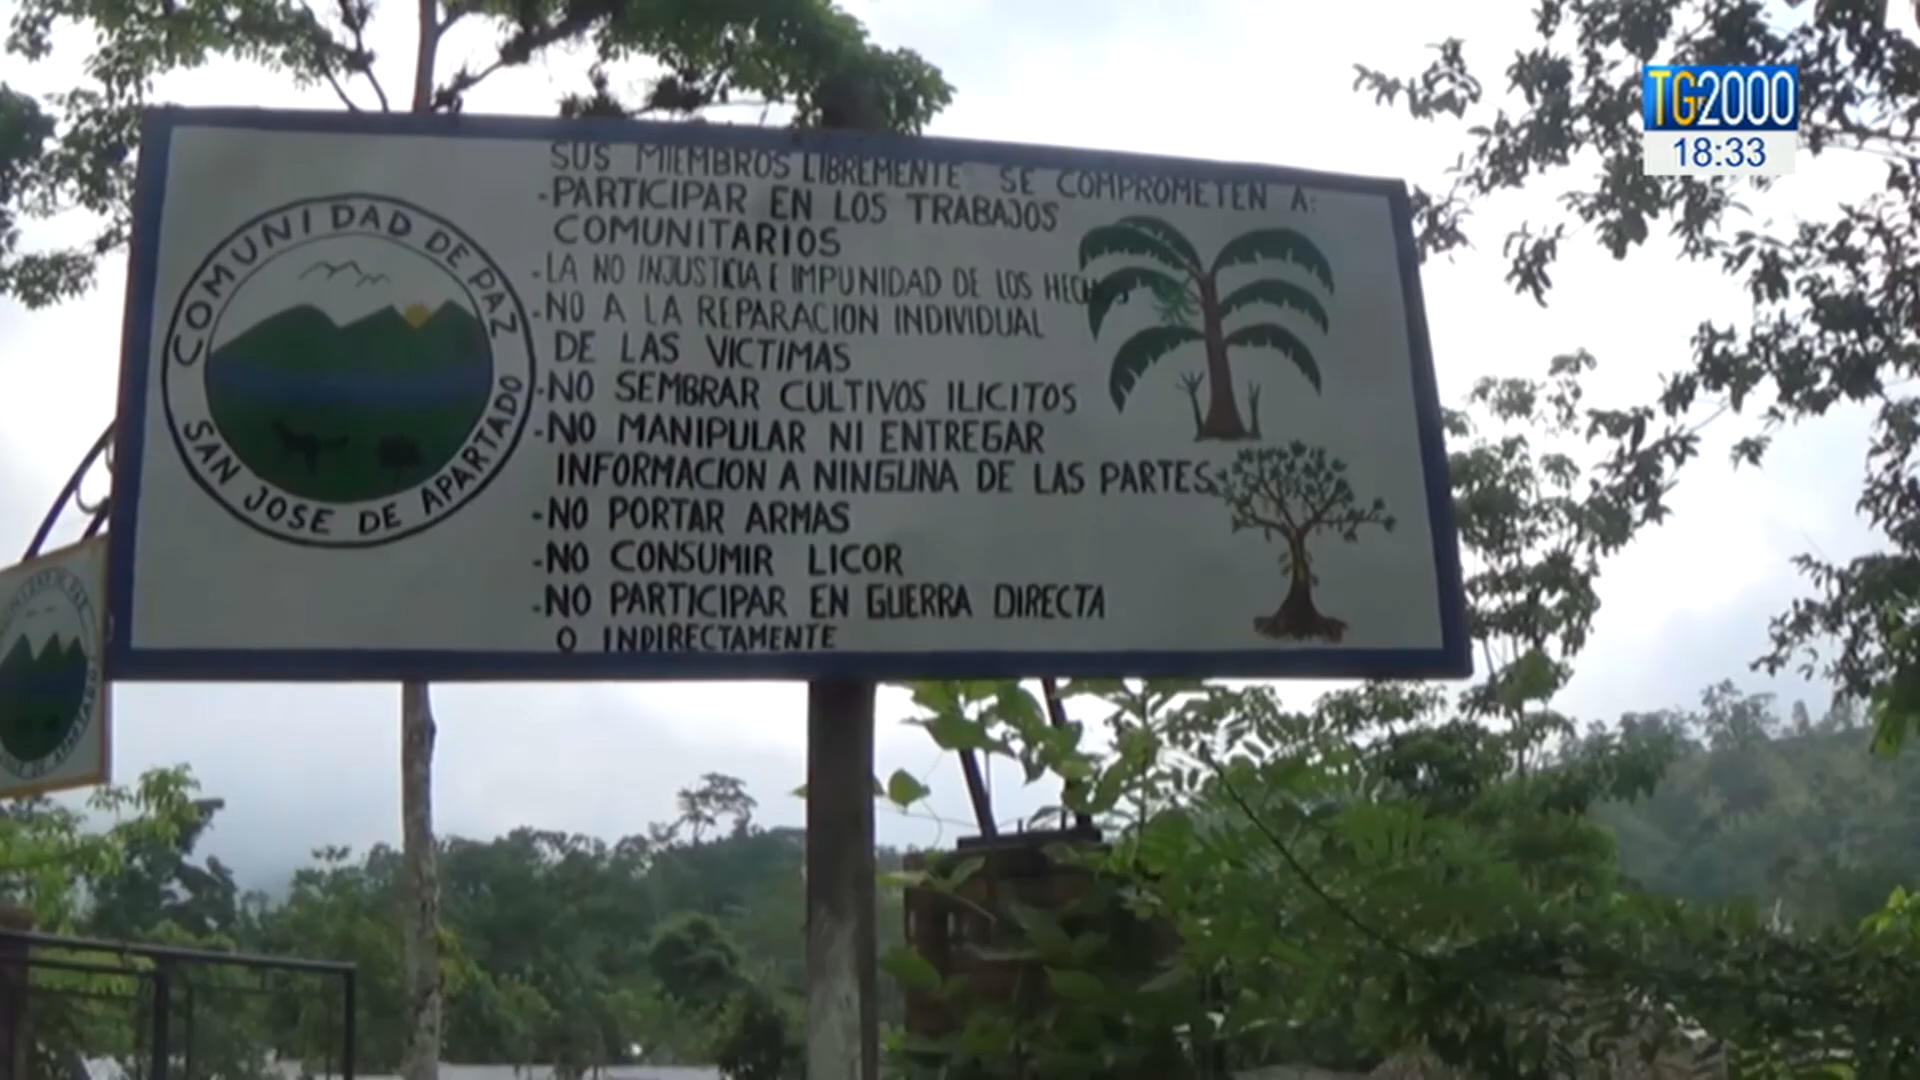 TG2000
18:33
COMUNIDAD DE PAZ
SAN JOSE DE APARTADO
SUS MIEMBROS LIBREMENTE SE COMPROMETEN A:
-PARTICIPAR EN LOS TRABAJOS
COMUNITARIOS
-LA NO INJUSTICIA E IMPUNIDAD DE LOS HECHOS
-NO A LA REPARACION INDIVIDUAL
DE LAS VICTIMAS
-NO SEMBRAR CULTIVOS ILICITOS
-NO MANIPULAR NI ENTREGAR
INFORMACION A NINGUNA DE LAS PARTES
-NO PORTAR ARMAS
-NO CONSUMIR LICOR
-NO PARTICIPAR EN GUERRA DIRECTA
O INDIRECTAMENTE